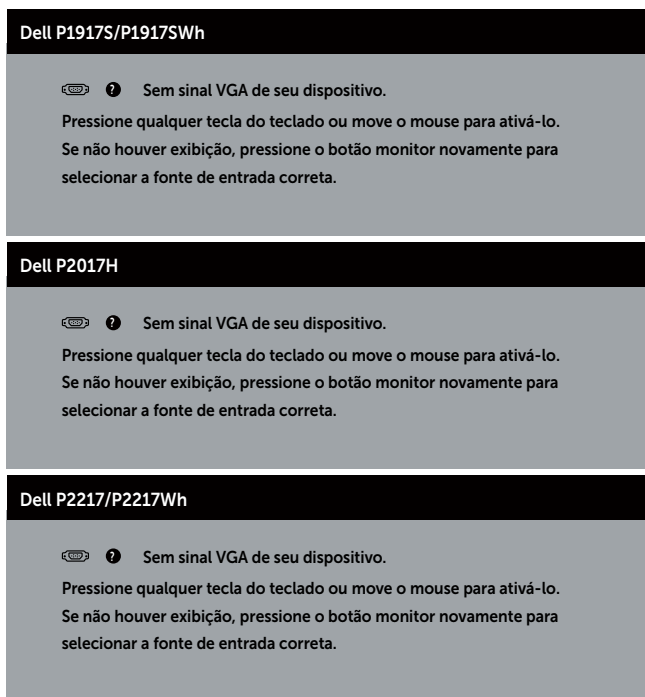 Dell P1917S/P1917SWh
Sem sinal VGA de seu dispositivo.
Pressione qualquer tecla do teclado ou move o mouse para ativá-lo.
Se não houver exibição, pressione o botão monitor novamente para
selecionar a fonte de entrada correta.
Dell P2017H
Sem sinal VGA de seu dispositivo.
Pressione qualquer tecla do teclado ou move o mouse para ativá-lo.
Se não houver exibição, pressione o botão monitor novamente para
selecionar a fonte de entrada correta.
Dell P2217/P2217Wh
Sem sinal VGA de seu dispositivo.
Pressione qualquer tecla do teclado ou move o mouse para ativá-lo.
Se não houver exibição, pressione o botão monitor novamente para
selecionar a fonte de entrada correta.